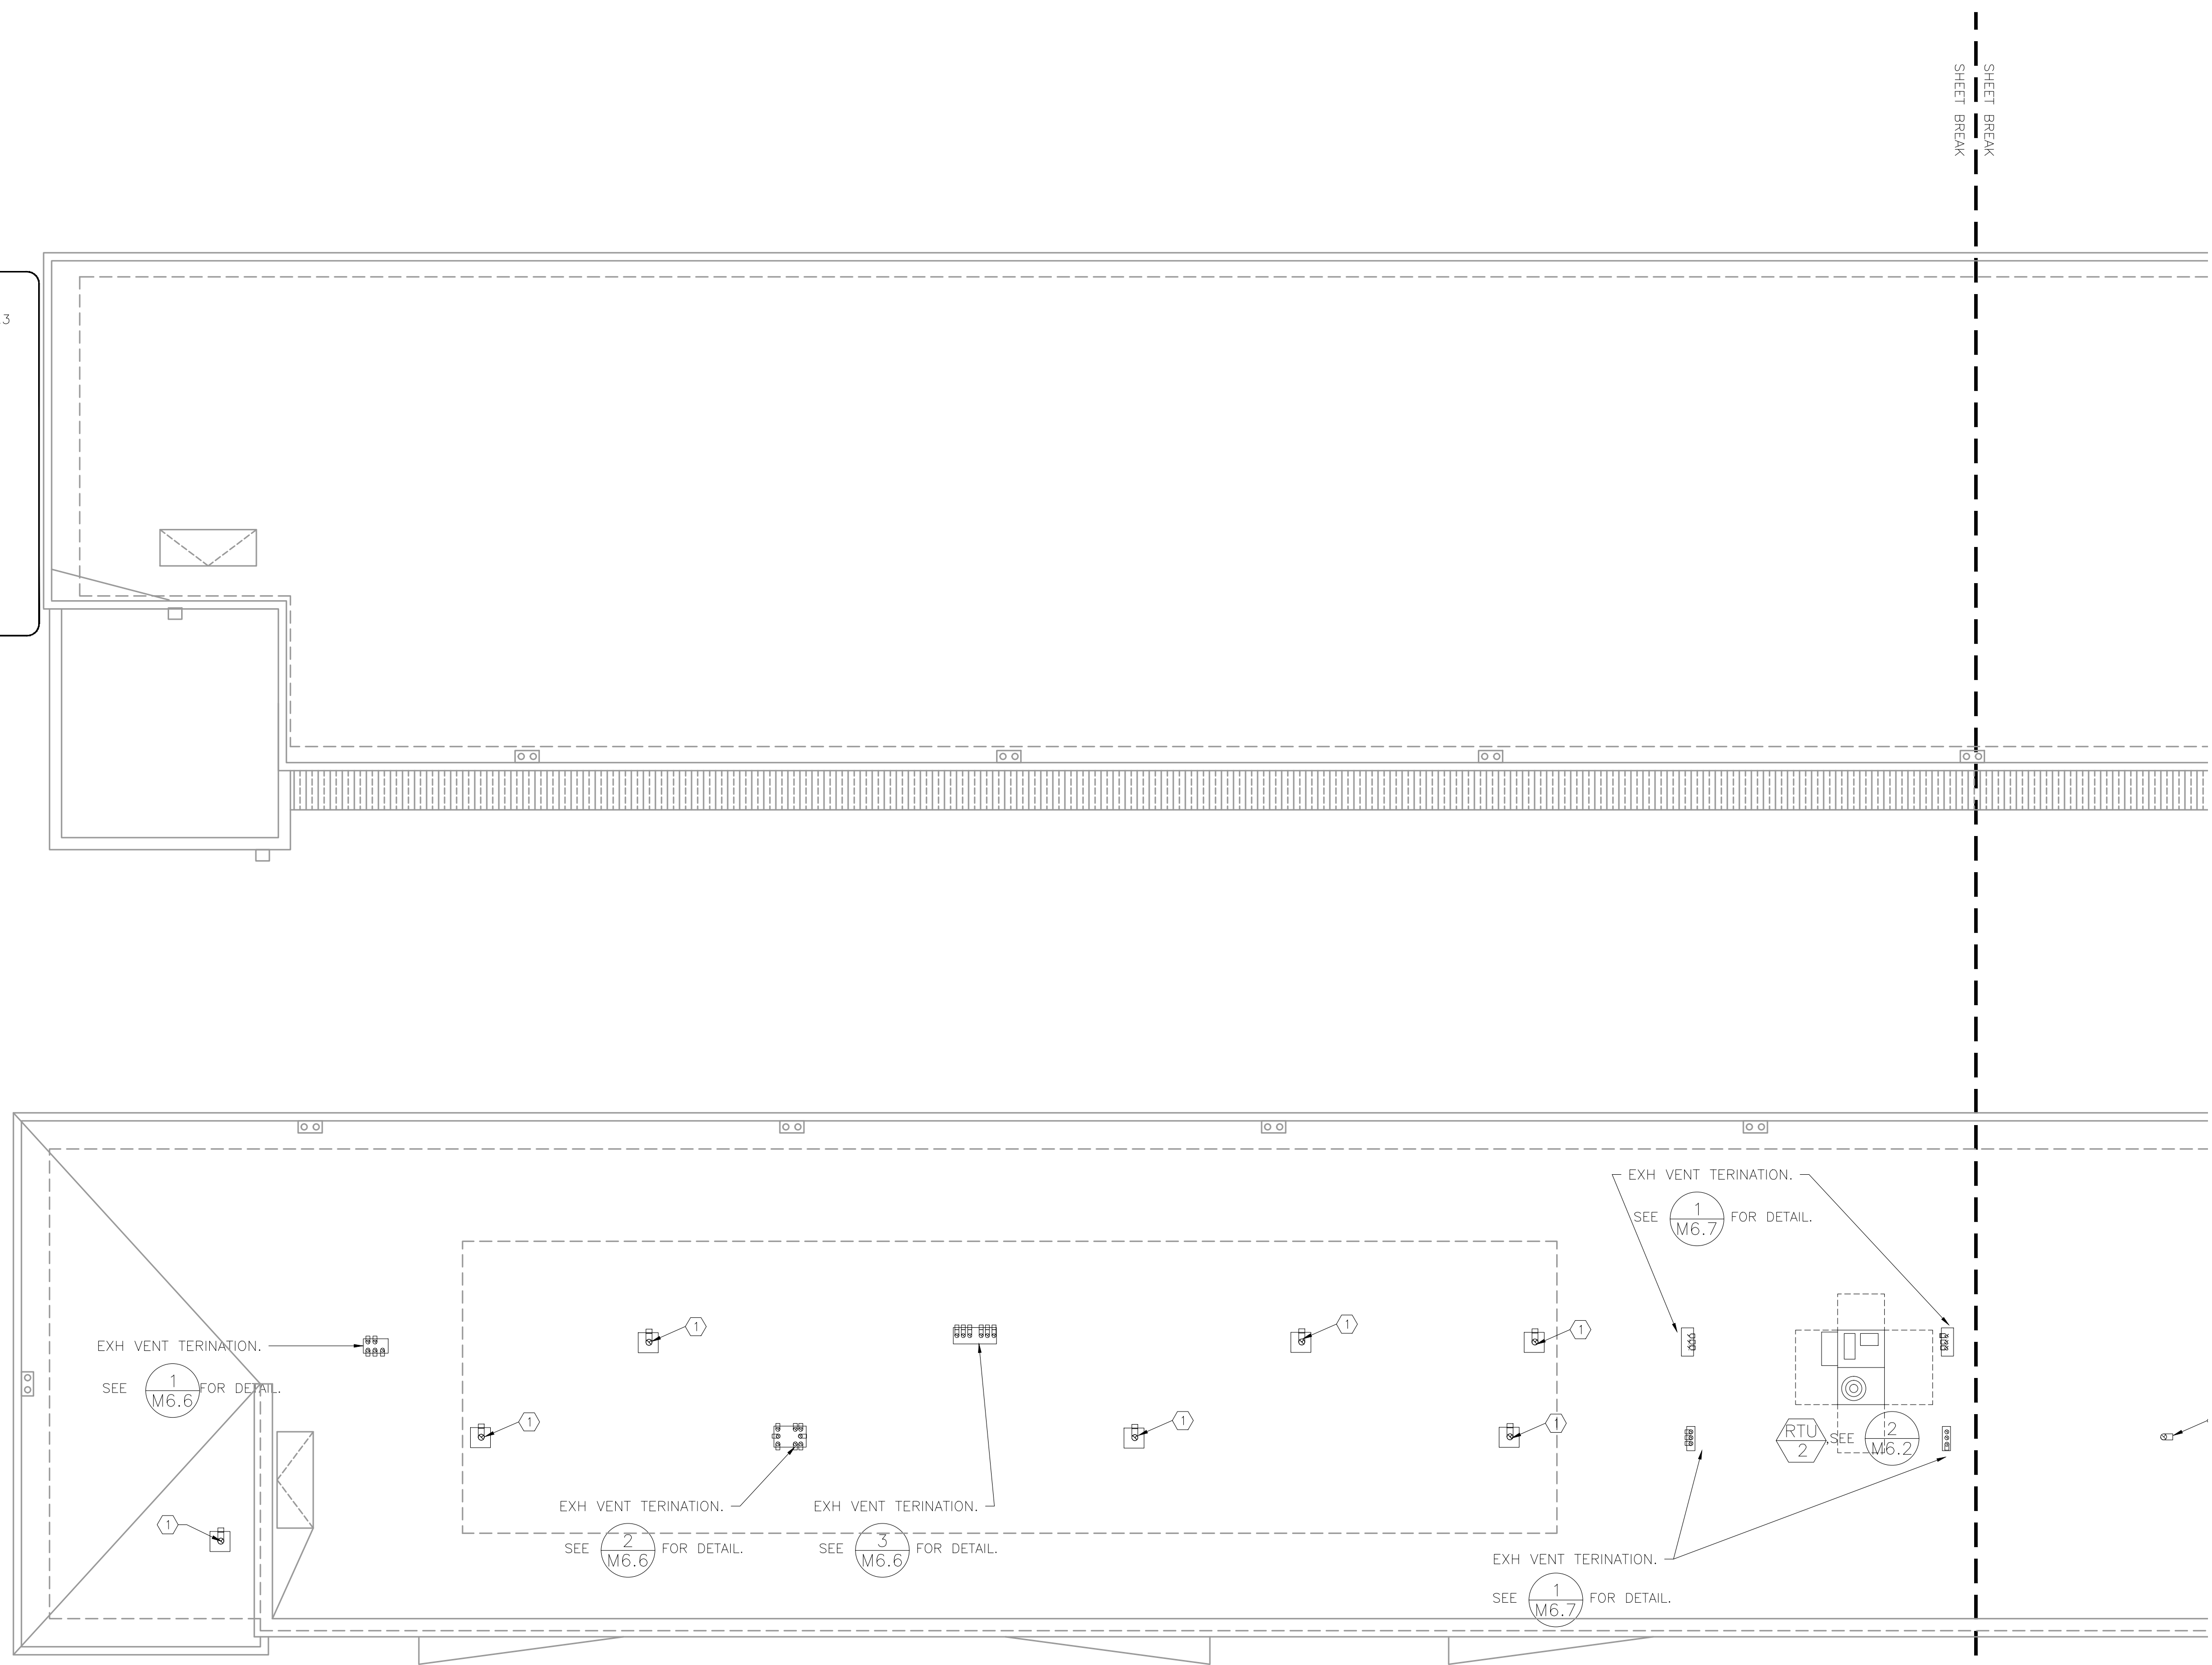 SHEET BREAK
SHEET BREAK
3
EXH VENT TERINATION.
SEE 1 FOR DETAIL.
M6.7
1
1
1
EXH VENT TERINATION.
SEE 1 FOR DETAIL.
M6.6
1
1
1
RTU ,SEE 2
2 M6.2
1
EXH VENT TERINATION.
SEE 2 FOR DETAIL.
M6.6
EXH VENT TERINATION.
SEE 3 FOR DETAIL.
M6.6
EXH VENT TERINATION.
SEE 1 FOR DETAIL.
M6.7